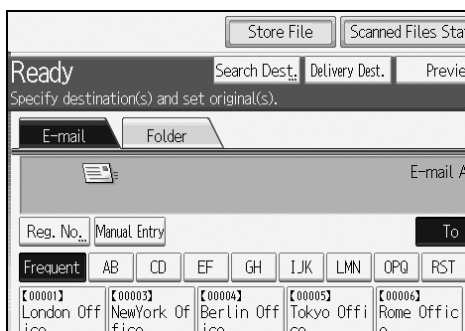 Store File Scanned Files Sta
Ready Search Dest. Delivery Dest. Previe
Specify destination(s) and set original(s).
E-mail Folder
E-mail A
Reg. No. Manual Entry To
Frequent AB CD EF GH IJK LMN OPQ RST
【00001】 【00003】 【00004】 【00005】 【00006】
London Off NewYork Of Berlin Off Tokyo Offi Rome Offic
ice fice ice ce e